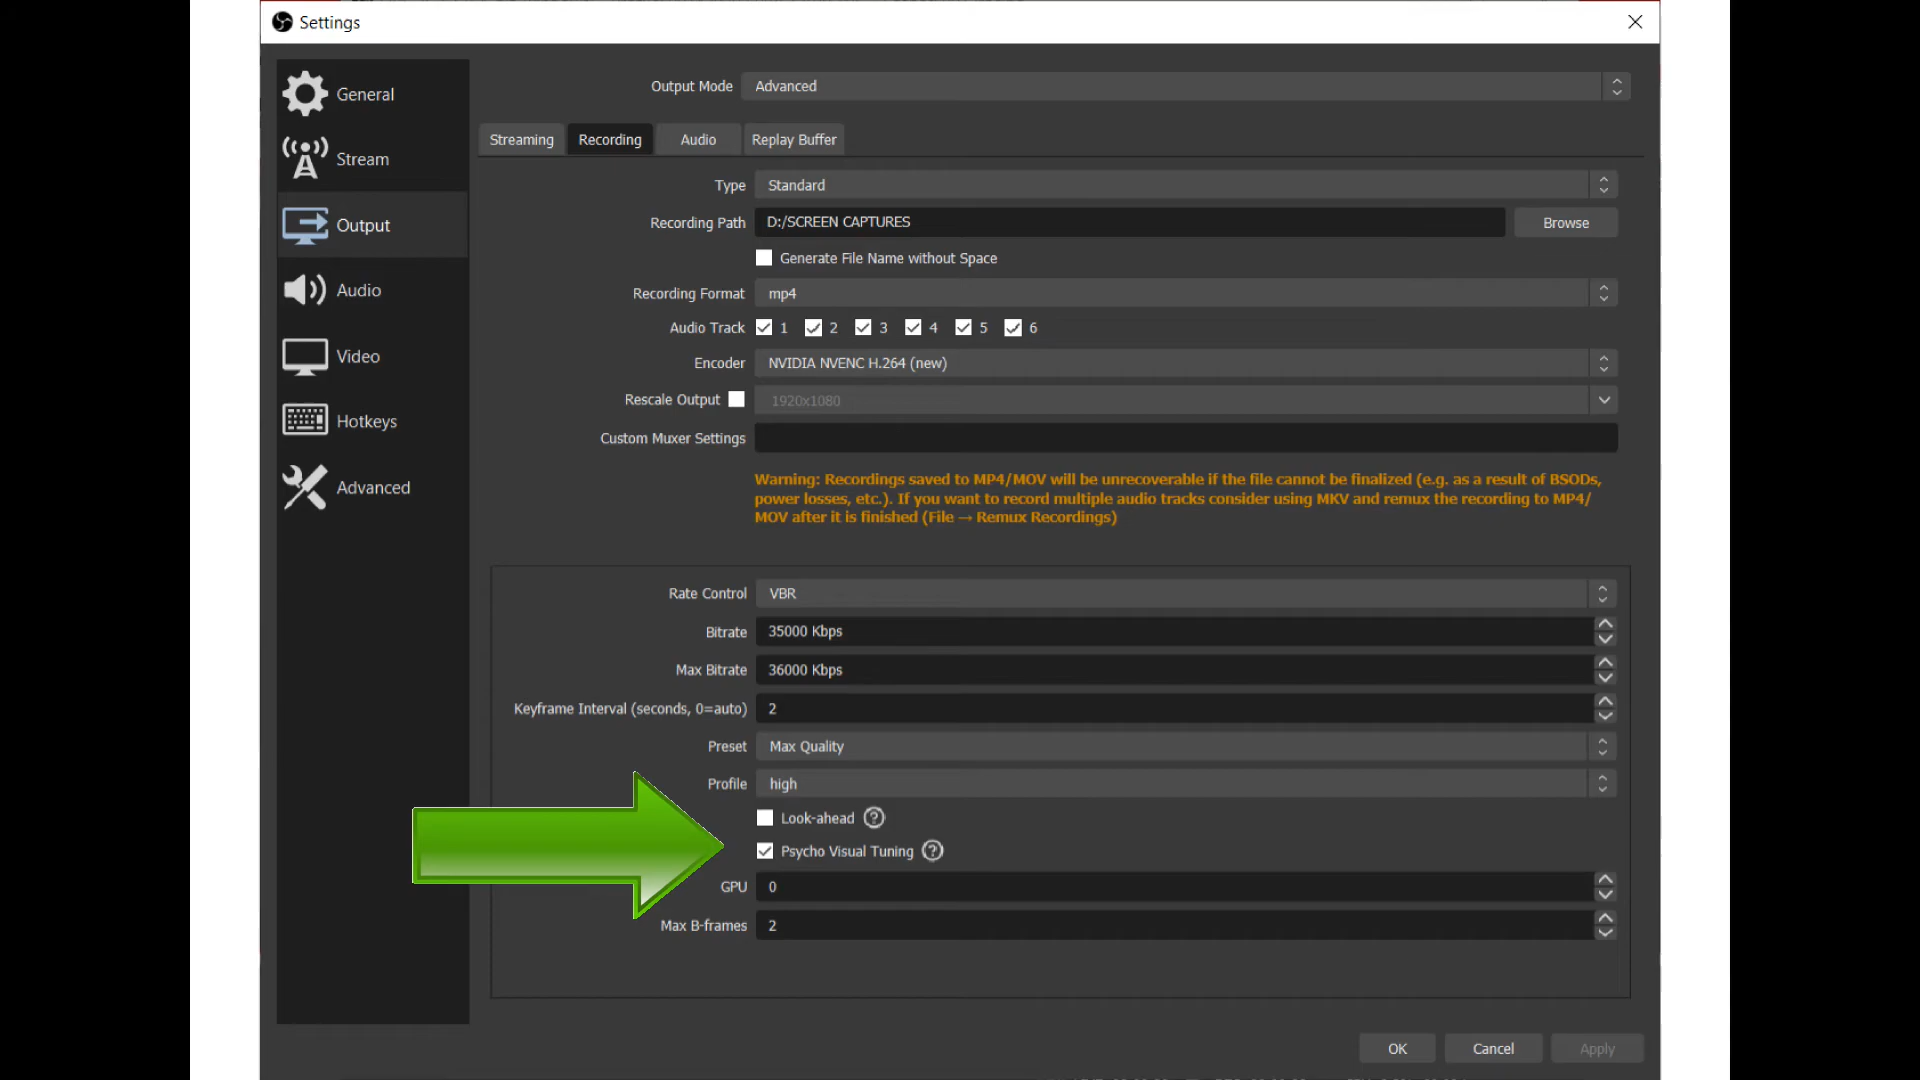 Settings
General
Stream
Output
Audio
Video
Hotkeys
Advanced
Output Mode Advanced
Streaming Recording Audio Replay Buffer
Type Standard
Recording Path D:/SCREEN CAPTURES Browse
Generate File Name without Space
Recording Format mp4
Audio Track 1 2 3 4 5 6
Encoder NVIDIA NVENC H.264 (new)
Rescale Output 1920x1080
Custom Muxer Settings
Warning: Recordings saved to MP4/MOV will be unrecoverable if the file cannot be finalized (e.g. as a result of BSODs,
power losses, etc.). If you want to record multiple audio tracks consider using MKV and remux the recording to MP4/
MOV after it is finished (File → Remux Recordings)
Rate Control VBR
Bitrate 35000 Kbps
Max Bitrate 36000 Kbps
Keyframe Interval (seconds, 0=auto) 2
Preset Max Quality
Profile high
Look-ahead ?
Psycho Visual Tuning ?
GPU 0
Max B-frames 2
OK Cancel Apply